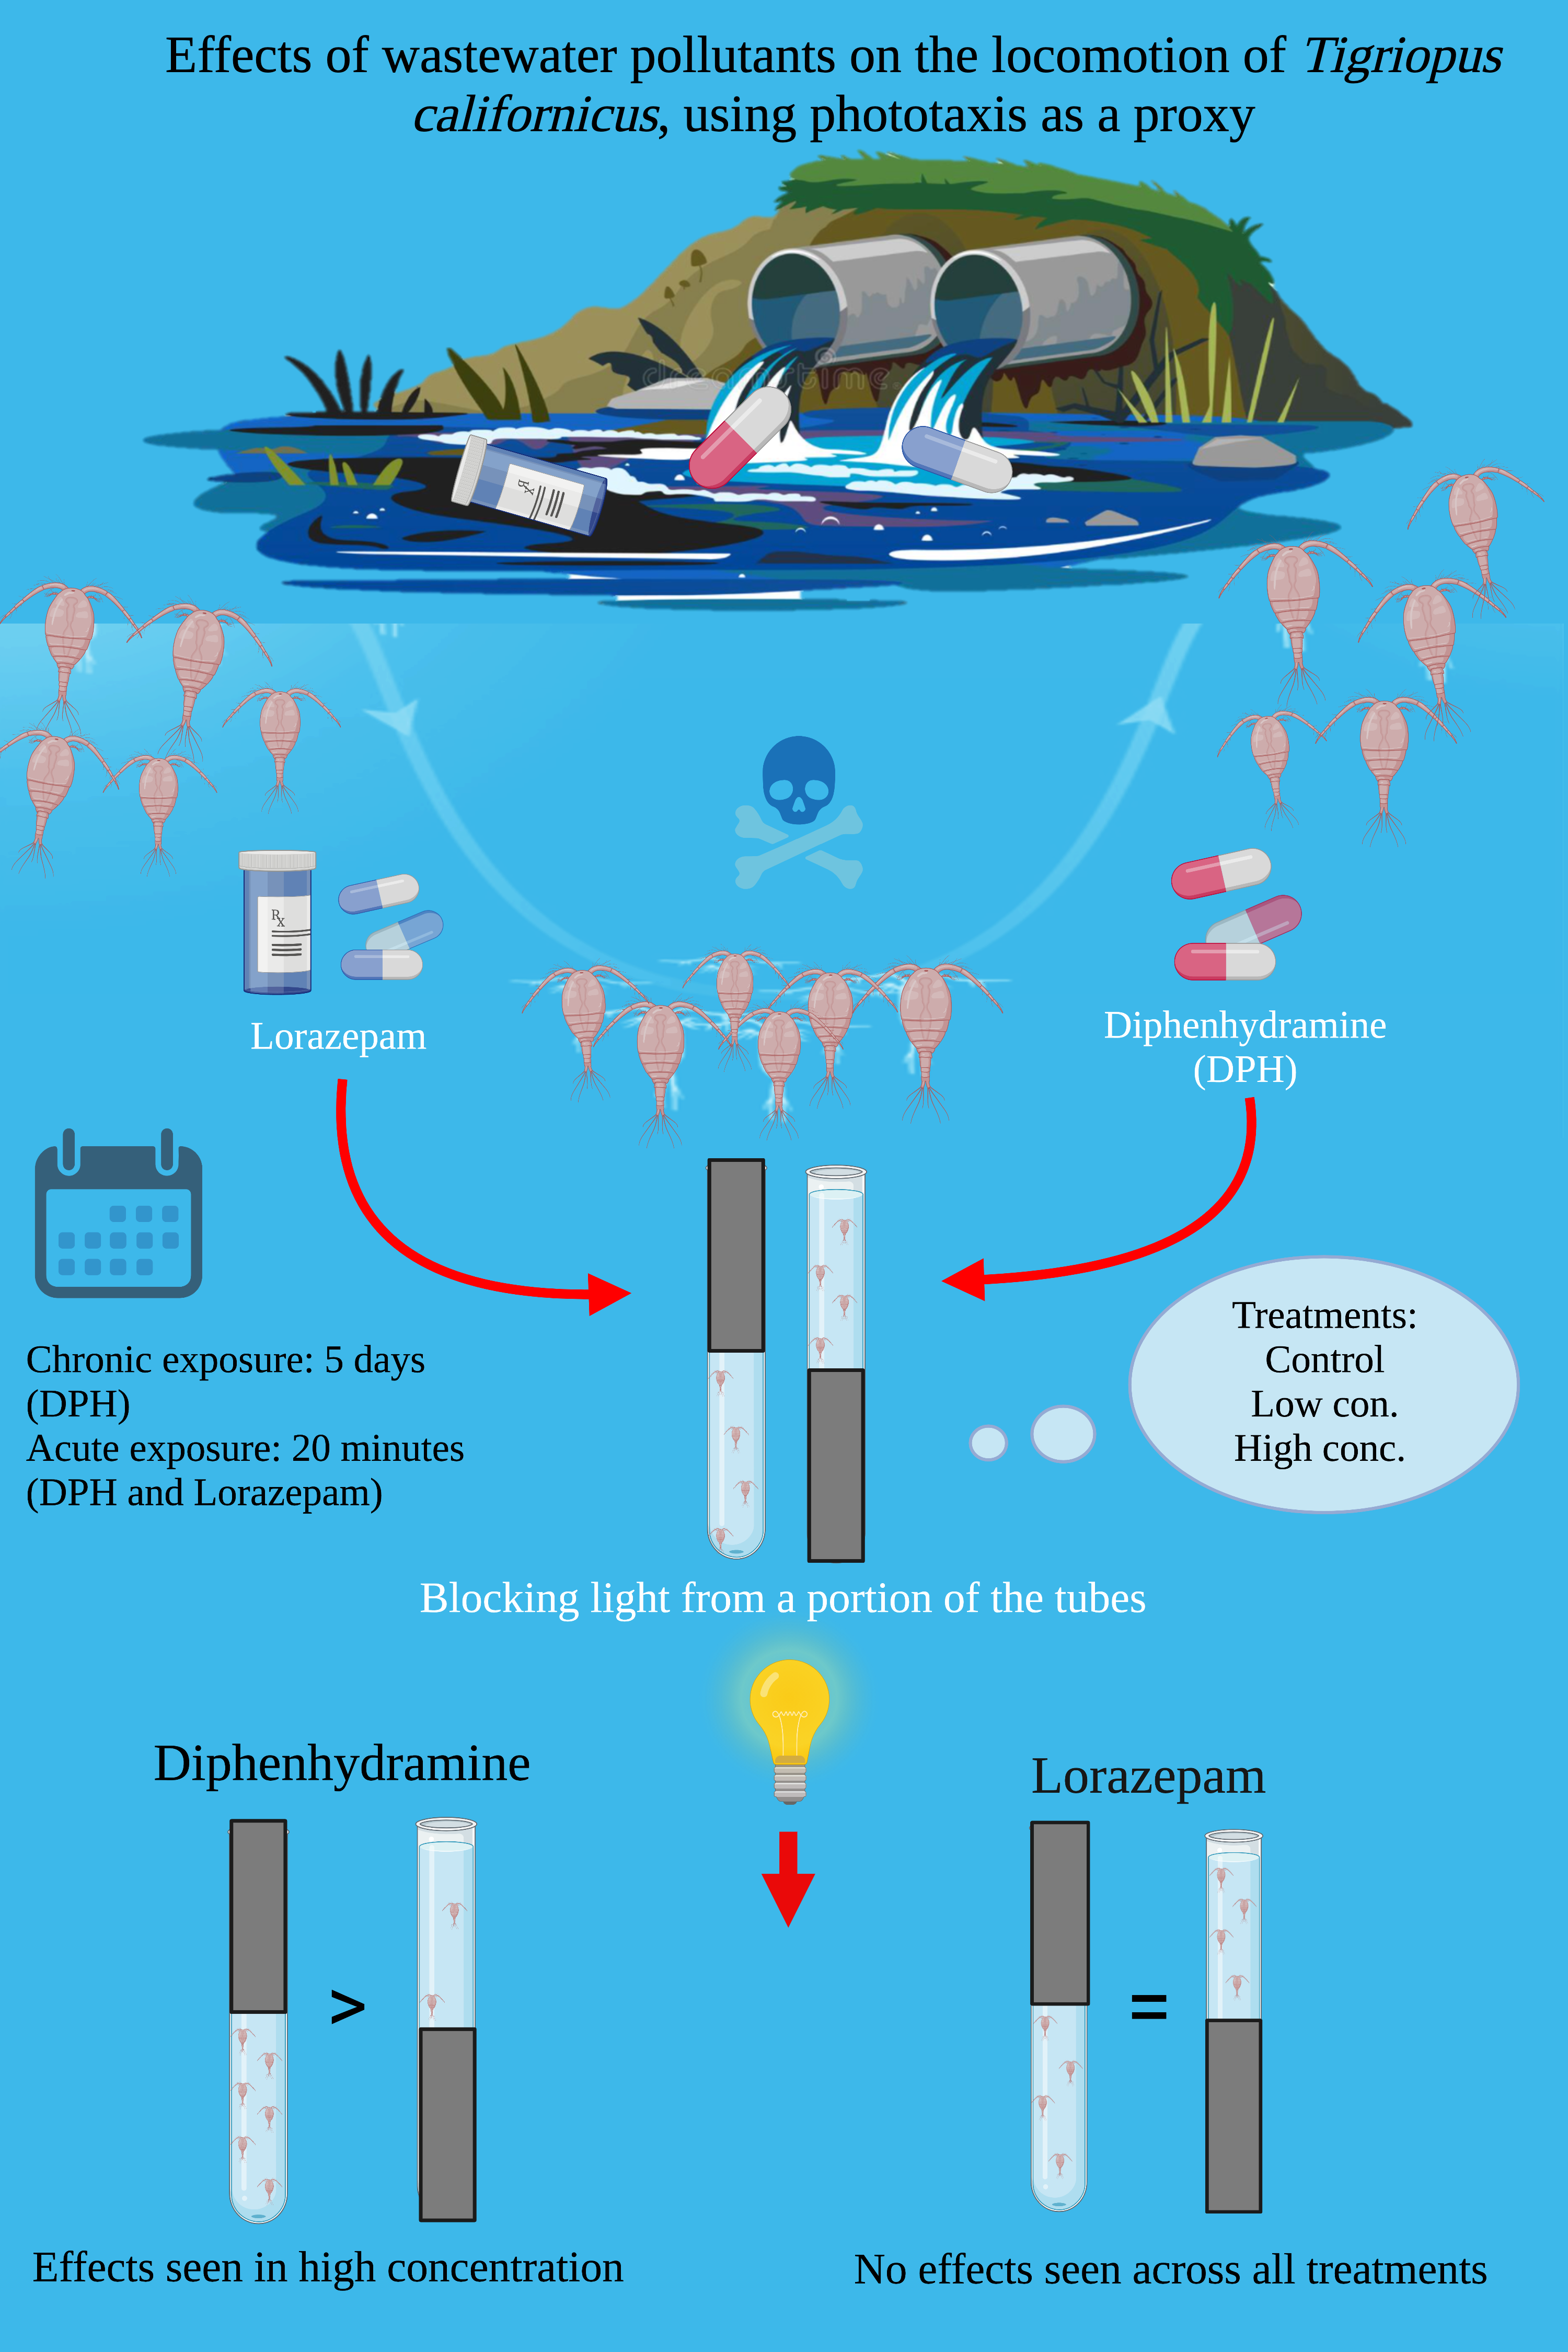 Effects of wastewater pollutants on the locomotion of Tigriopus
californicus, using phototaxis as a proxy
dreamstime.
Rx
Rx
Lorazepam
Diphenhydramine
(DPH)
Chronic exposure: 5 days
(DPH)
Acute exposure: 20 minutes
(DPH and Lorazepam)
Treatments:
Control
Low con.
High conc.
Blocking light from a portion of the tubes
Diphenhydramine
Lorazepam
>
=
Effects seen in high concentration
No effects seen across all treatments